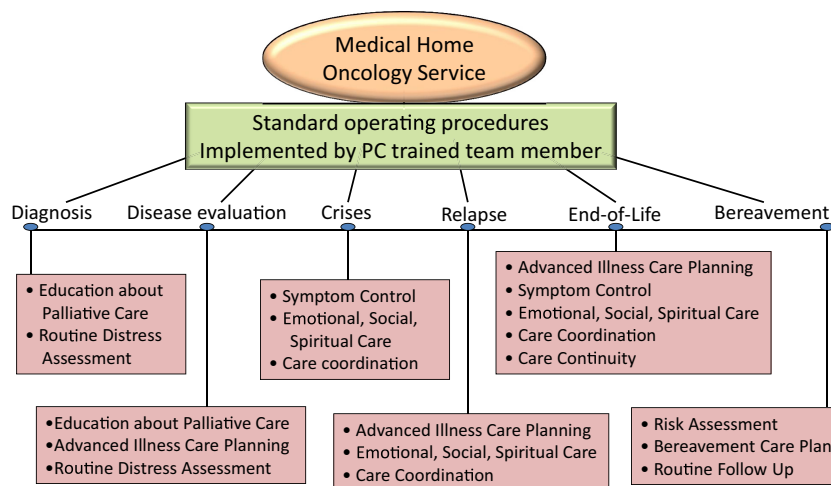 Medical Home
Oncology Service
Standard operating procedures
Implemented by PC trained team member
Diagnosis
Disease evaluation
Crises
Relapse
End-of-Life
Bereavement
• Education about
Palliative Care
• Routine Distress
Assessment
• Symptom Control
• Emotional, Social,
Spiritual Care
• Care coordination
• Advanced Illness Care Planning
• Symptom Control
• Emotional, Social, Spiritual Care
• Care Coordination
• Care Continuity
•Education about Palliative Care
•Advanced Illness Care Planning
•Routine Distress Assessment
• Advanced Illness Care Planning
• Emotional, Social, Spiritual Care
• Care Coordination
• Risk Assessment
• Bereavement Care Plan
• Routine Follow Up